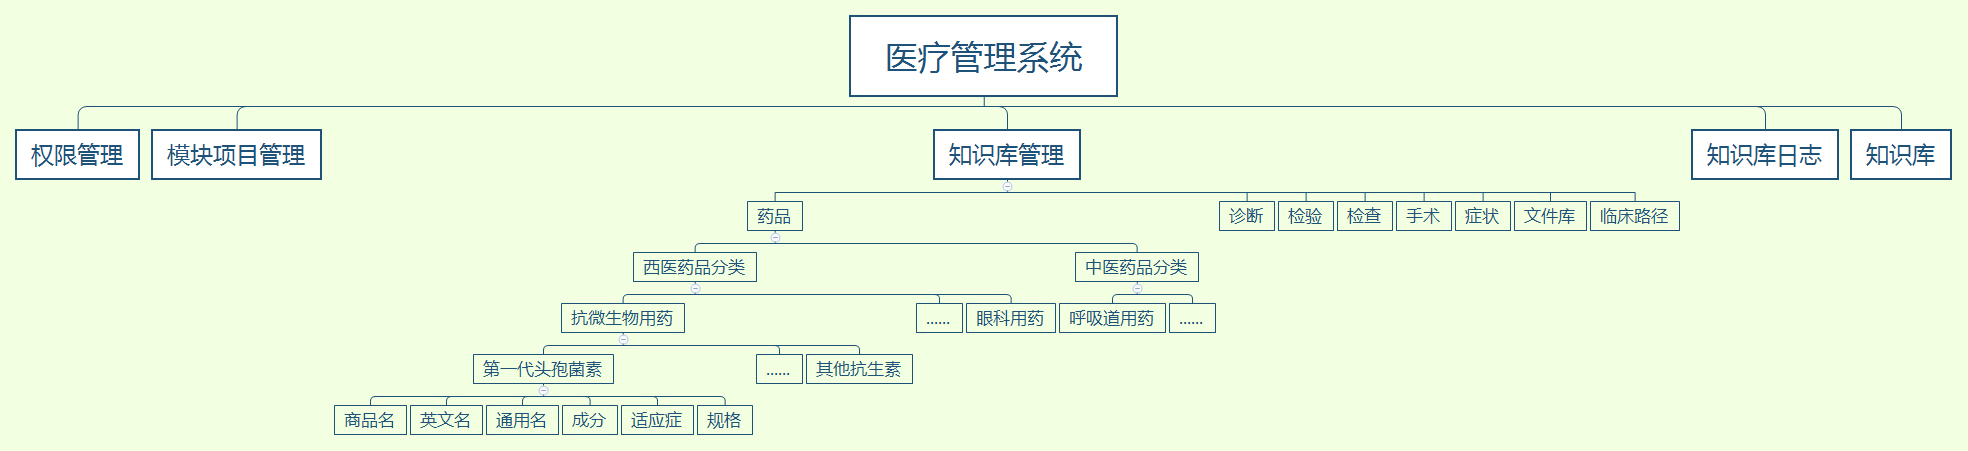 医疗管理系统
权限管理
模块项目管理
知识库管理
知识库日志
知识库
药品
诊断
检验
检查
手术
症状
文件库
临床路径
西医药品分类
中医药品分类
抗微生物用药
......
眼科用药
呼吸道用药
......
第一代头孢菌素
......
其他抗生素
商品名
英文名
通用名
成分
适应症
规格